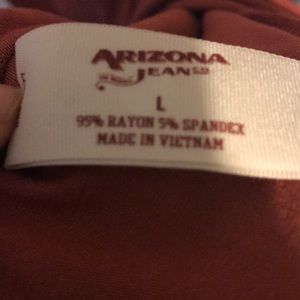 ARIZONA
JEAN CO
L
95% RAYON 5% SPANDEX
MADE IN VIETNAM